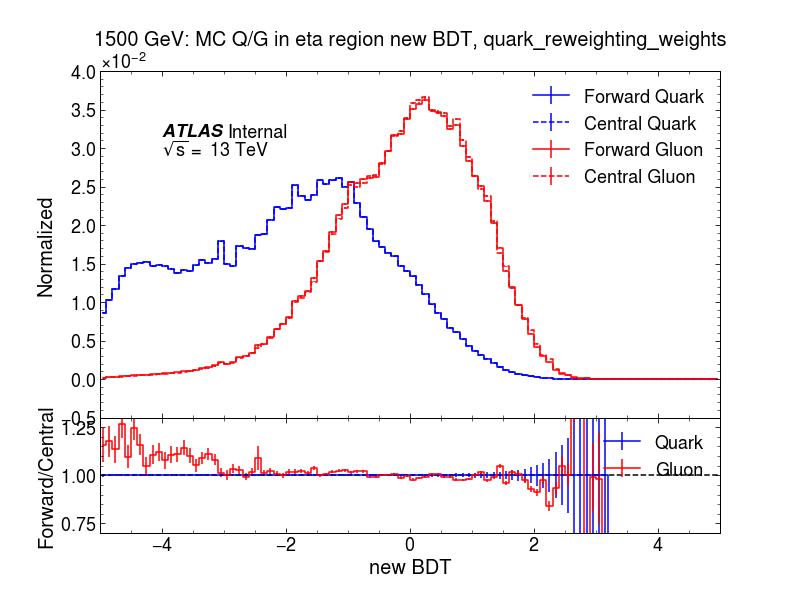 1500 GeV: MC Q/G in eta region new BDT, quark_reweighting_weights
×10⁻²
4.0
3.5
3.0
2.5
2.0
1.5
1.0
0.5
0.0
−0.5
Normalized
ATLAS Internal
√s = 13 TeV
Forward Quark
Central Quark
Forward Gluon
Central Gluon
1.25
1.00
0.75
Forward/Central
Quark
Gluon
−4 −2 0 2 4
new BDT